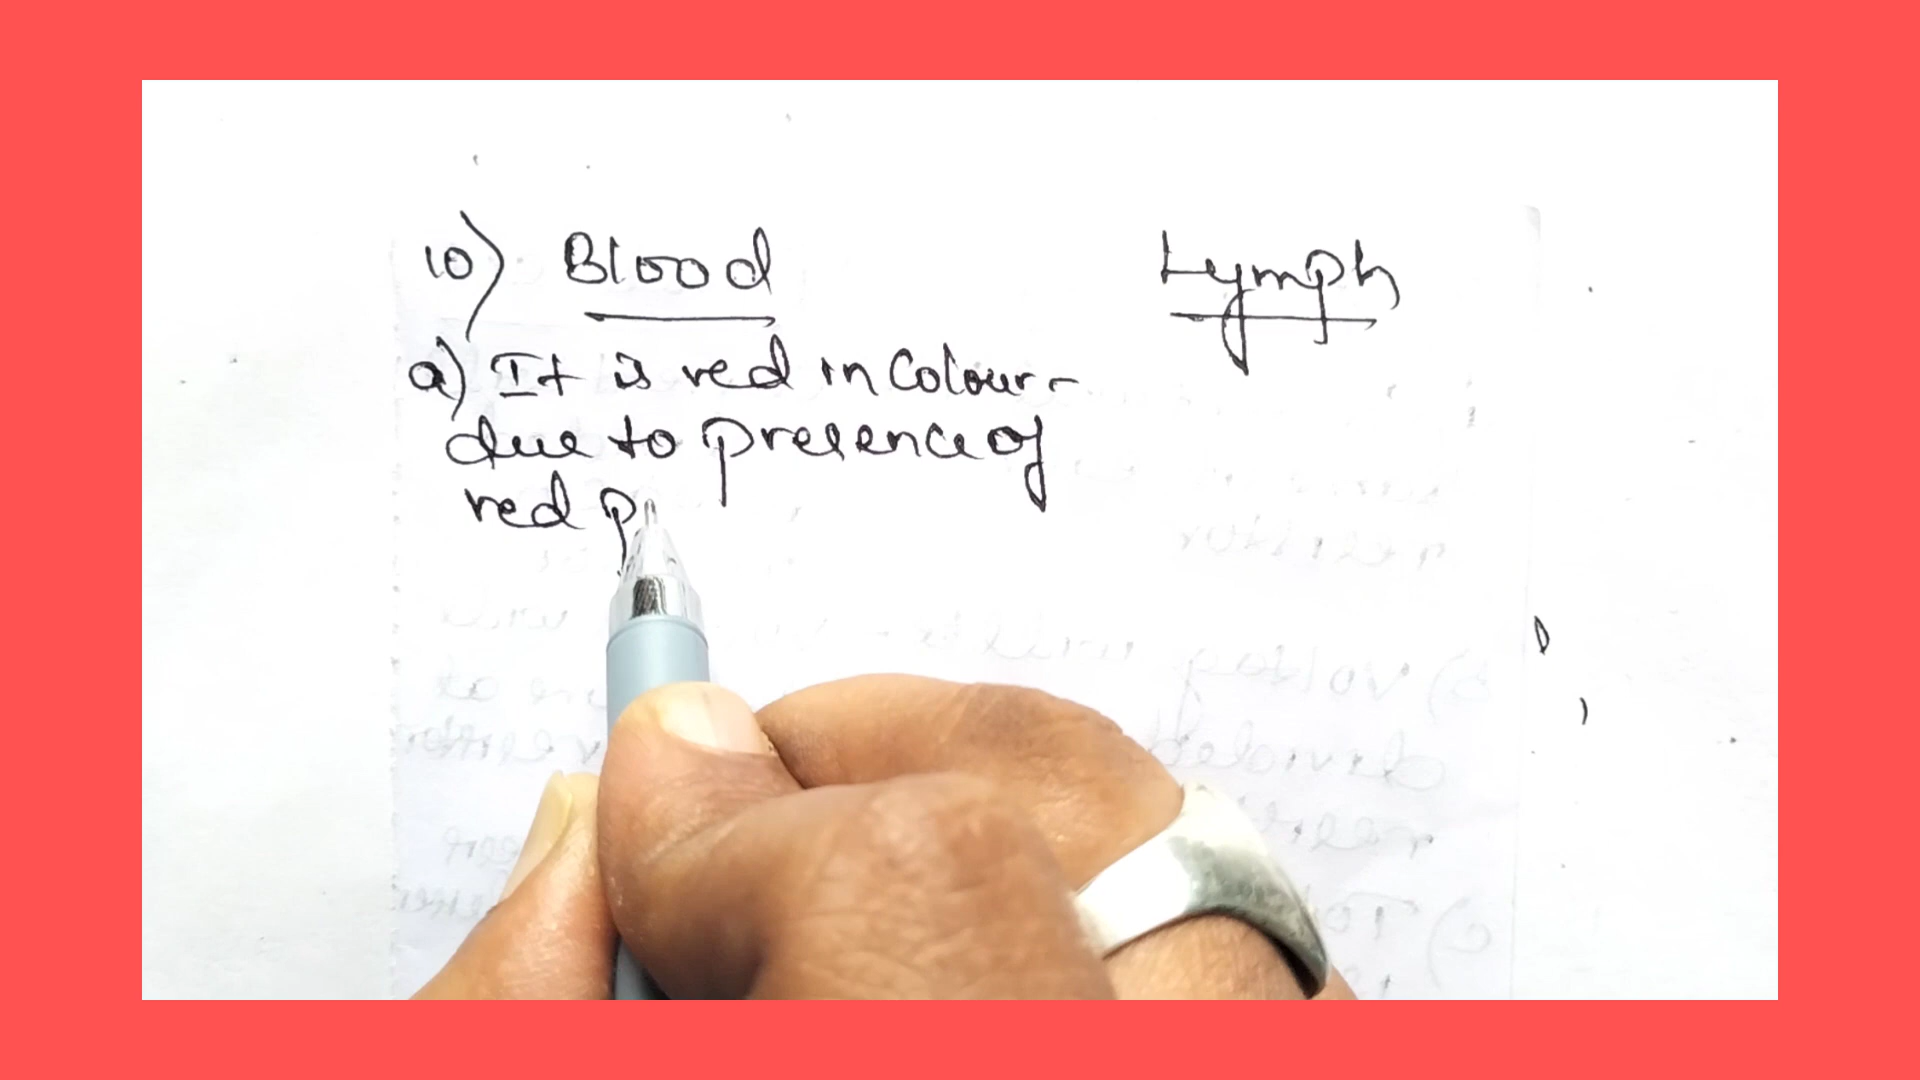 10) Blood Lymph
a) It is red in Colour-
due to presence of
red p